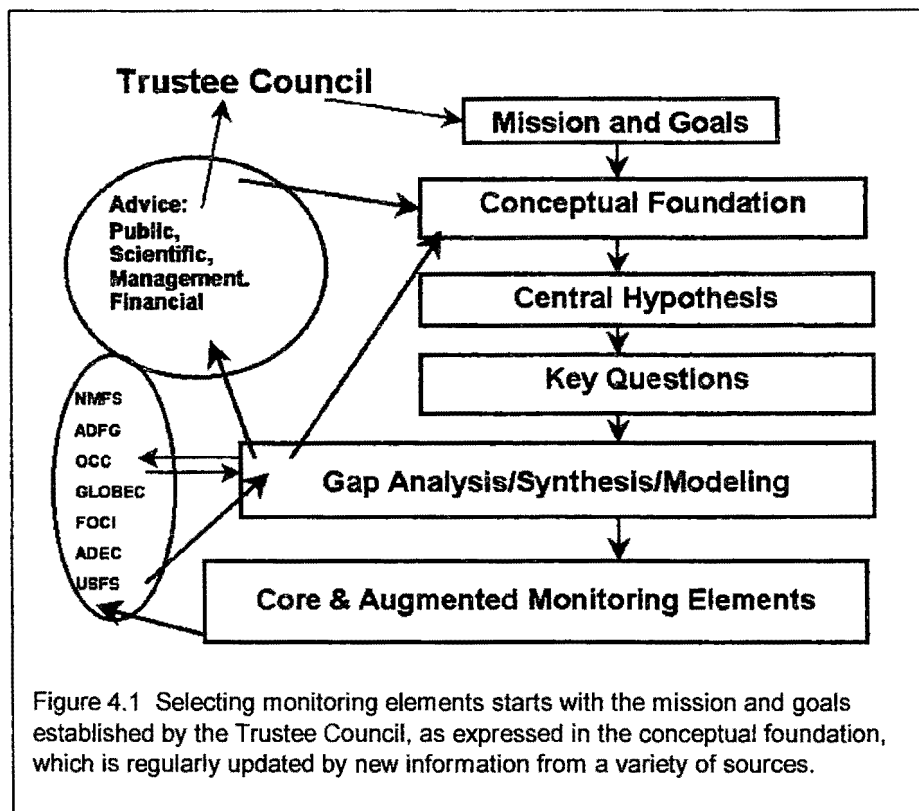 Trustee Council
Mission and Goals
Conceptual Foundation
Central Hypothesis
Key Questions
Gap Analysis/Synthesis/Modeling
Core & Augmented Monitoring Elements
Advice:
Public,
Scientific,
Management.
Financial
NMFS
ADFG
OCC
GLOBEC
FOCI
ADEC
USFS
Figure 4.1 Selecting monitoring elements starts with the mission and goals
established by the Trustee Council, as expressed in the conceptual foundation,
which is regularly updated by new information from a variety of sources.